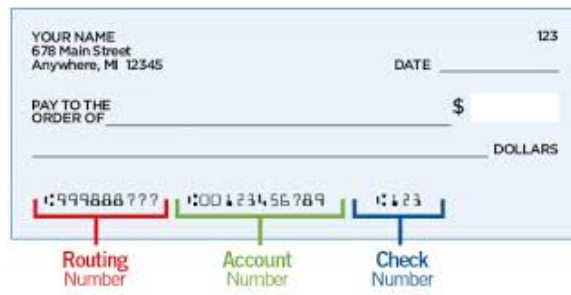 YOUR NAME 123
678 Main Street
Anywhere, MI 12345 DATE
PAY TO THE
ORDER OF $
DOLLARS
⑆999888777⑆ ⑆00123456789 ⑆123
Routing Account Check
Number Number Number